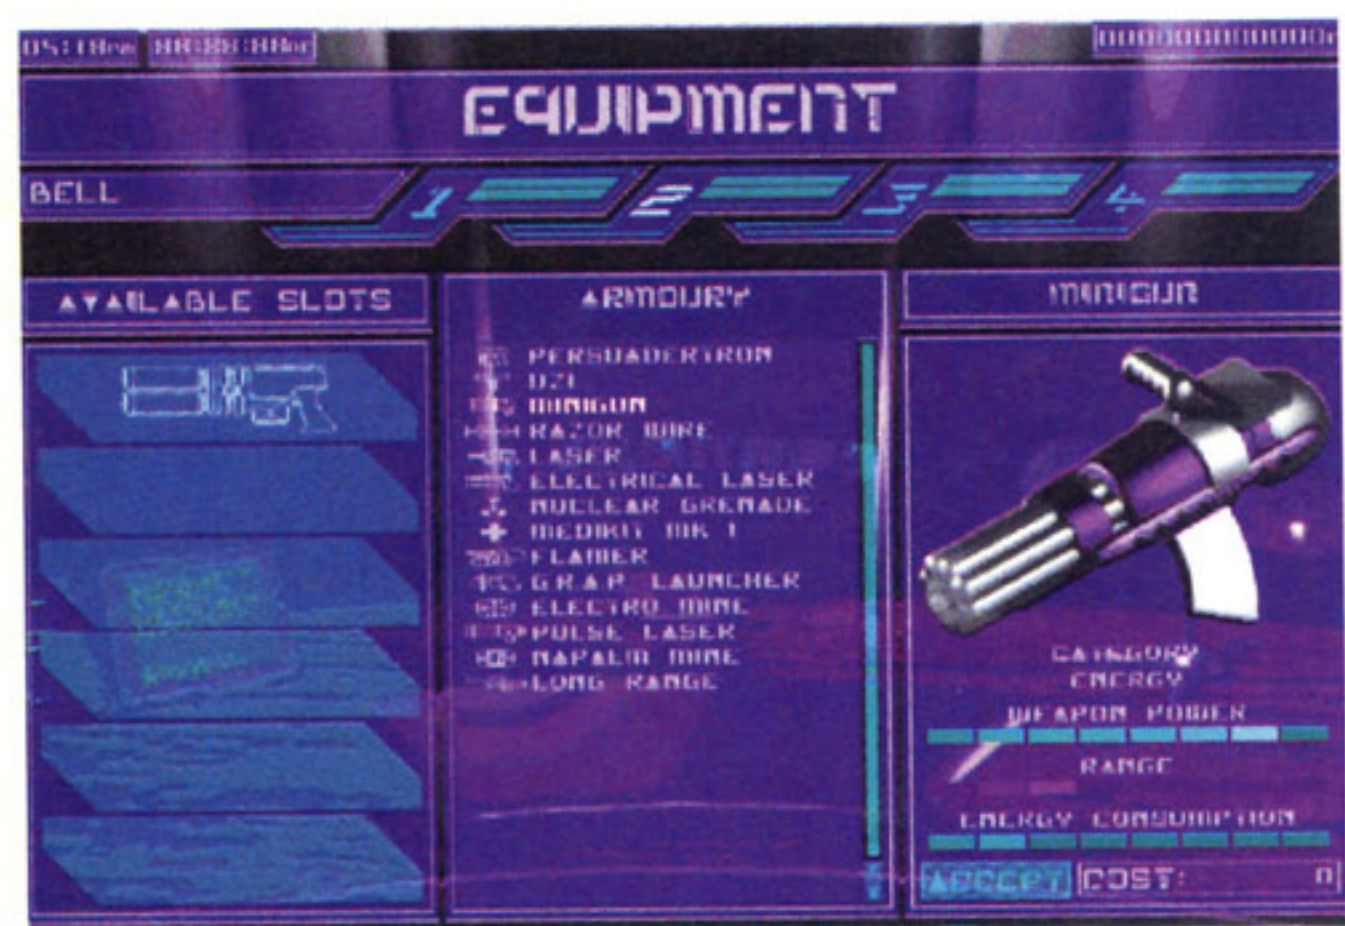 EQUIPMENT
BELL
1 2 3 4
AVAILABLE SLOTS
ARMOURY
MINIGUN
PERSUADERTRON
UZI
MINIGUN
RAZOR WIRE
LASER
ELECTRICAL LASER
NUCLEAR GRENADE
MEDIKIT MK 1
FLAMER
G.R.A.P. LAUNCHER
ELECTRO MINE
PULSE LASER
NAPALM MINE
LONG RANGE
CATEGORY
ENERGY
WEAPON POWER
RANGE
ENERGY CONSUMPTION
ACCEPT
COST: 0